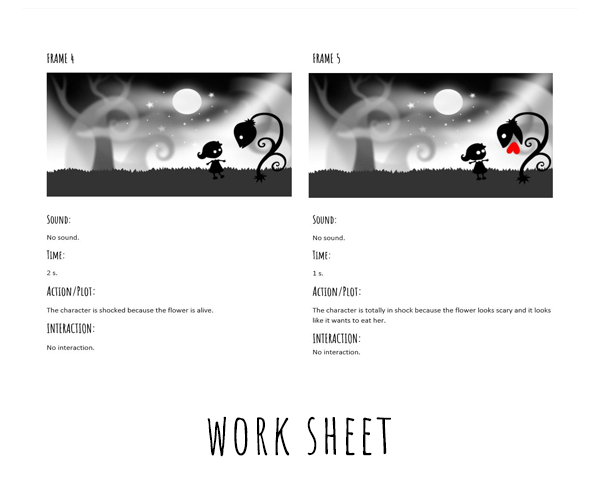 FRAME 4
SOUND:
No sound.
TIME:
2 s.
ACTION/PLOT:
The character is shocked because the flower is alive.
INTERACTION:
No interaction.
FRAME 5
SOUND:
No sound.
TIME:
1 s.
ACTION/PLOT:
The character is totally in shock because the flower looks scary and it looks
like it wants to eat her.
INTERACTION:
No interaction.
WORK SHEET